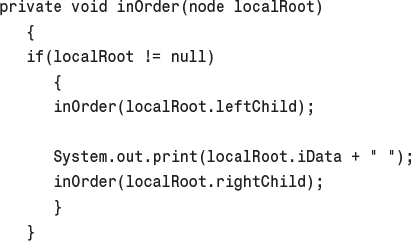 private void inOrder(node localRoot)
{
if(localRoot != null)
{
inOrder(localRoot.leftChild);
System.out.print(localRoot.iData + " ");
inOrder(localRoot.rightChild);
}
}